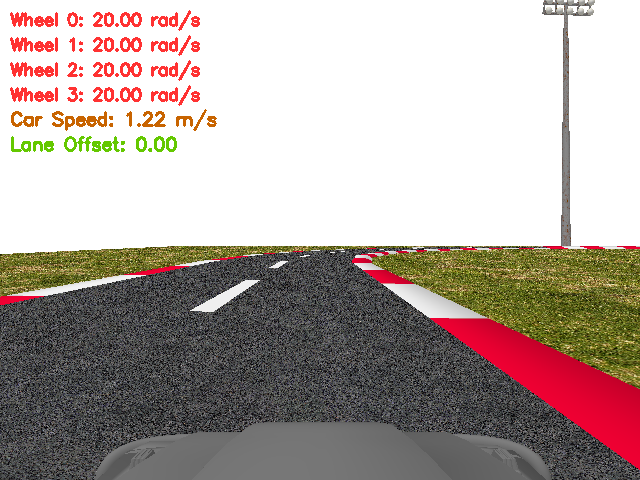 Wheel 0: 20.00 rad/s
Wheel 1: 20.00 rad/s
Wheel 2: 20.00 rad/s
Wheel 3: 20.00 rad/s
Car Speed: 1.22 m/s
Lane Offset: 0.00